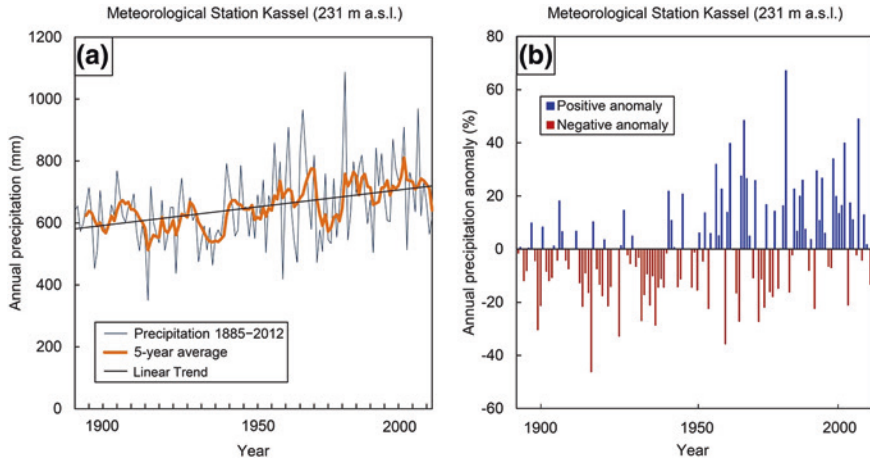 Meteorological Station Kassel (231 m a.s.l.)
(a)
Annual precipitation (mm)
1200
1000
800
600
400
200
0
Precipitation 1885–2012
5-year average
Linear Trend
1900
1950
2000
Year
Meteorological Station Kassel (231 m a.s.l.)
(b)
Annual precipitation anomaly (%)
80
60
40
20
0
-20
-40
-60
Positive anomaly
Negative anomaly
1900
1950
2000
Year